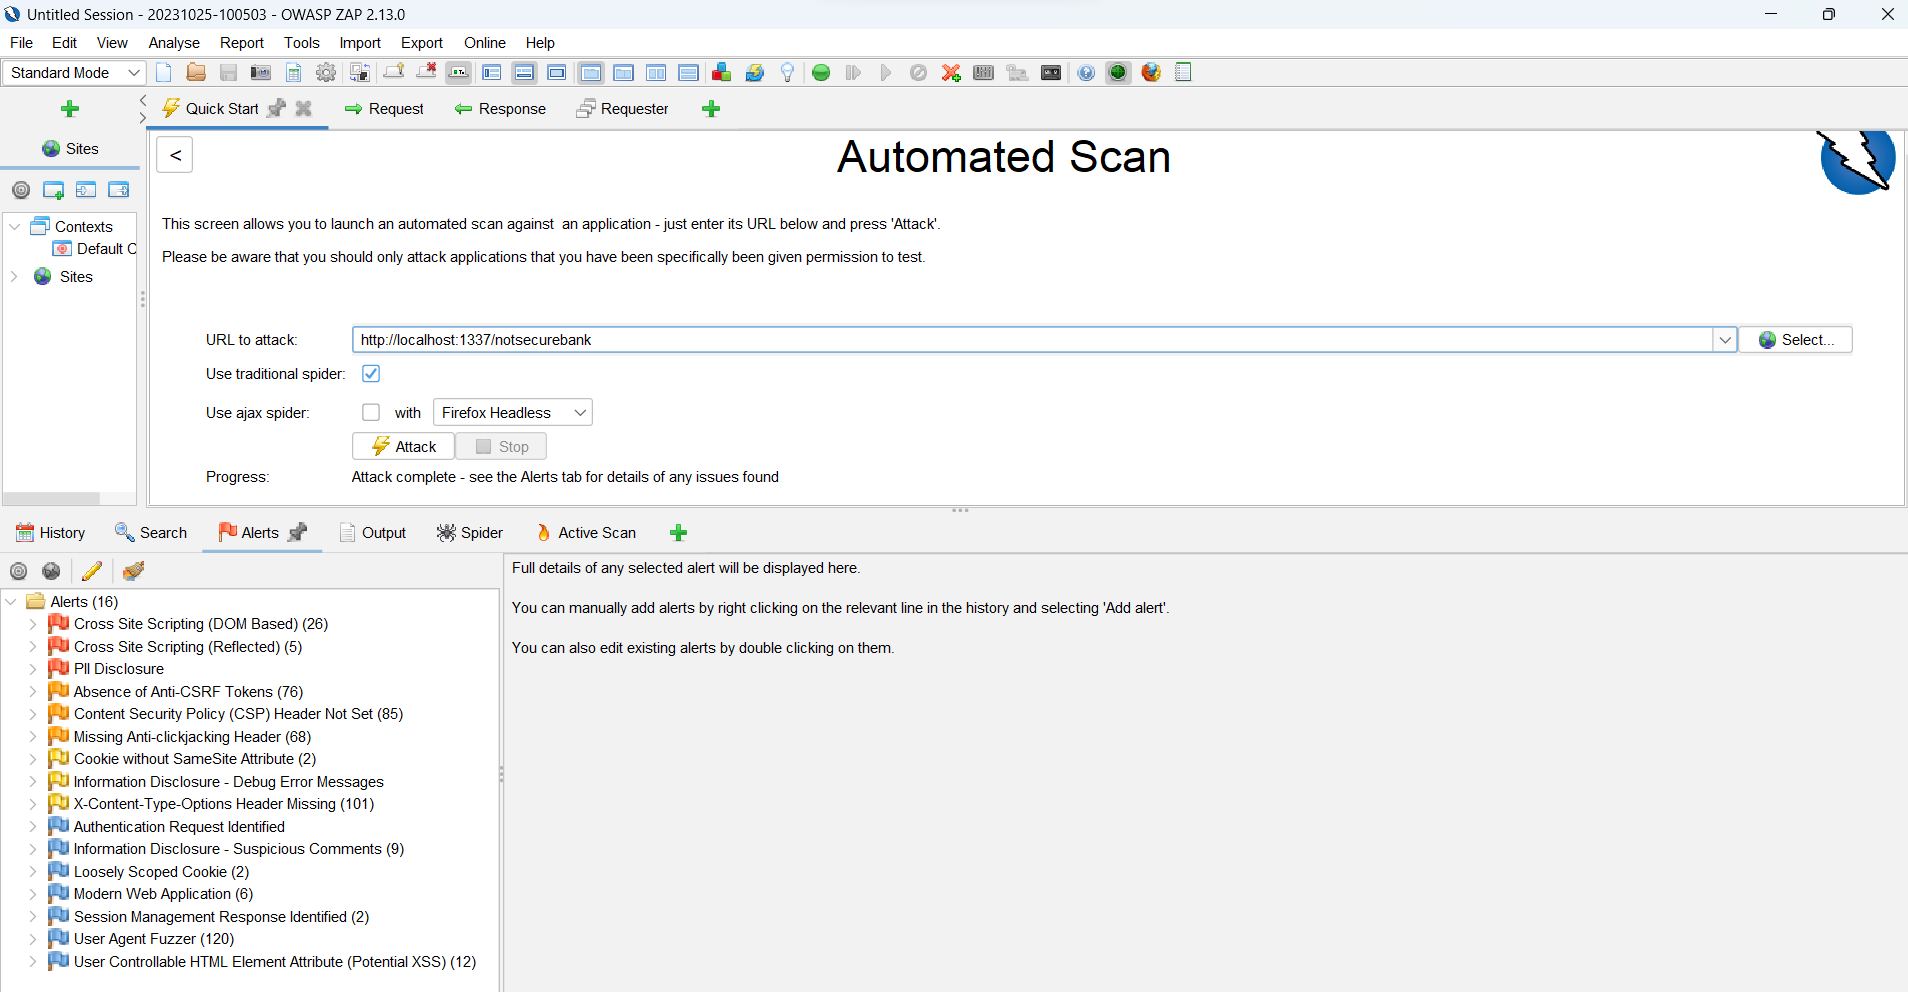 Untitled Session - 20231025-100503 - OWASP ZAP 2.13.0
File Edit View Analyse Report Tools Import Export Online Help
Standard Mode
Quick Start Request Response Requester
Sites
<
Automated Scan
This screen allows you to launch an automated scan against  an application - just enter its URL below and press 'Attack'.
Please be aware that you should only attack applications that you have been specifically been given permission to test.
Contexts
Default C
Sites
URL to attack: http://localhost:1337/notsecurebank Select...
Use traditional spider:
Use ajax spider: with Firefox Headless
Attack Stop
Progress: Attack complete - see the Alerts tab for details of any issues found
History Search Alerts Output Spider Active Scan
Alerts (16)
Cross Site Scripting (DOM Based) (26)
Cross Site Scripting (Reflected) (5)
PII Disclosure
Absence of Anti-CSRF Tokens (76)
Content Security Policy (CSP) Header Not Set (85)
Missing Anti-clickjacking Header (68)
Cookie without SameSite Attribute (2)
Information Disclosure - Debug Error Messages
X-Content-Type-Options Header Missing (101)
Authentication Request Identified
Information Disclosure - Suspicious Comments (9)
Loosely Scoped Cookie (2)
Modern Web Application (6)
Session Management Response Identified (2)
User Agent Fuzzer (120)
User Controllable HTML Element Attribute (Potential XSS) (12)
Full details of any selected alert will be displayed here.
You can manually add alerts by right clicking on the relevant line in the history and selecting 'Add alert'.
You can also edit existing alerts by double clicking on them.